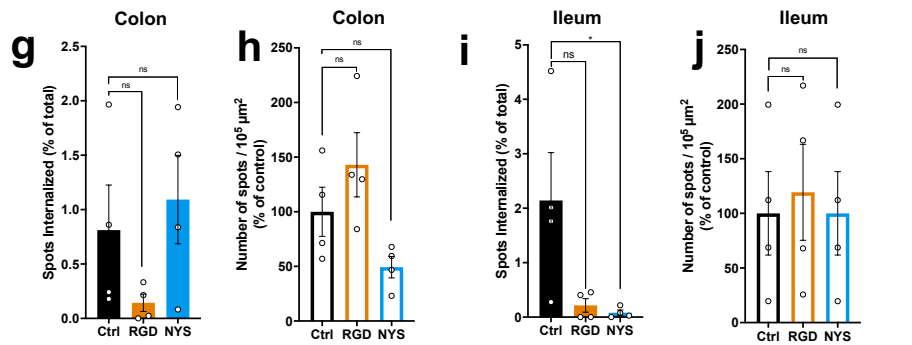 g
Colon
Spots Internalized (% of total)
2.5
2.0
1.5
1.0
0.5
0.0
ns
ns
Ctrl RGD NYS
h
Colon
Number of spots / 10⁵ µm²
(% of control)
250
200
150
100
50
0
ns
ns
Ctrl RGD NYS
i
Ileum
Spots Internalized (% of total)
5
4
3
2
1
0
*
ns
Ctrl RGD NYS
j
Ileum
Number of spots / 10⁵ µm²
(% of control)
250
200
150
100
50
0
ns
ns
Ctrl RGD NYS